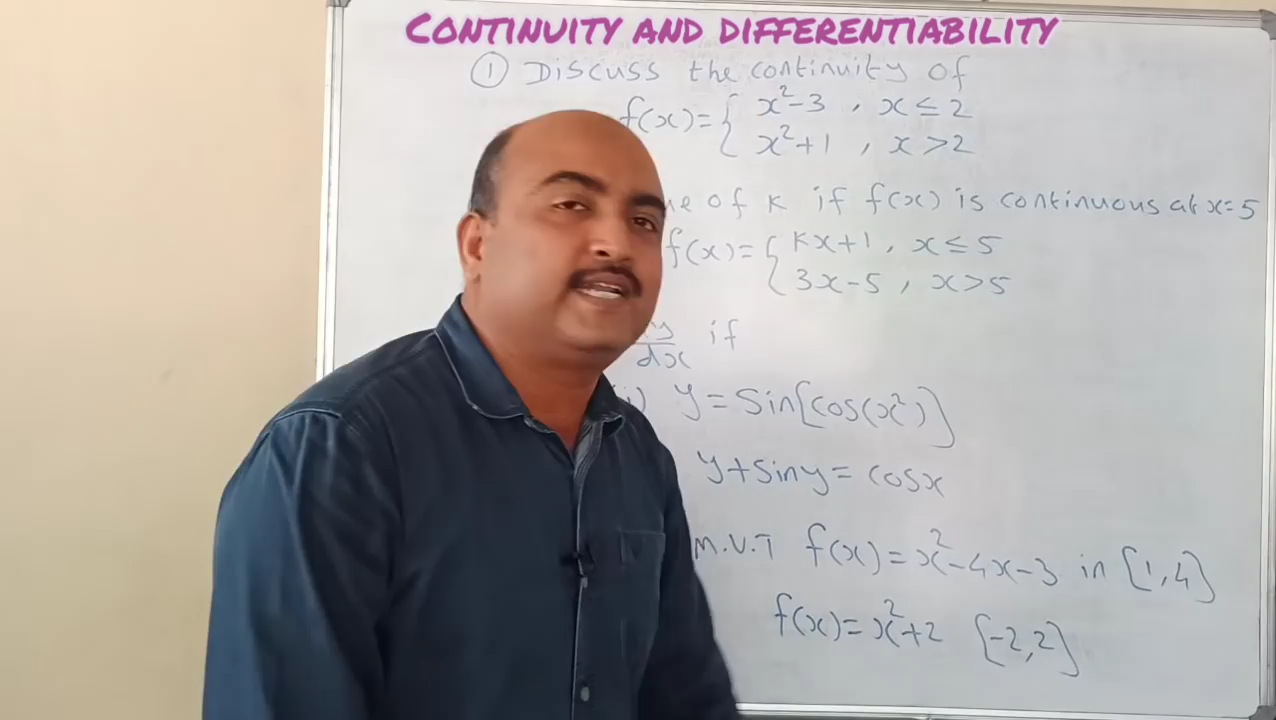 CONTINUITY AND DIFFERENTIABILITY
① Discuss the continuity of
f(x)={ x²-3 , x ≤ 2
x²+1 , x >2
of K if f(x) is continuous at x=5
f(x)={ Kx+1, x ≤ 5
3x-5 , x>5
dx if
y = Sin[cos(x²)]
y+siny = cosx
M.V.T f(x)=x²-4x-3 in [1,4]
f(x)=x²+2 [-2,2]